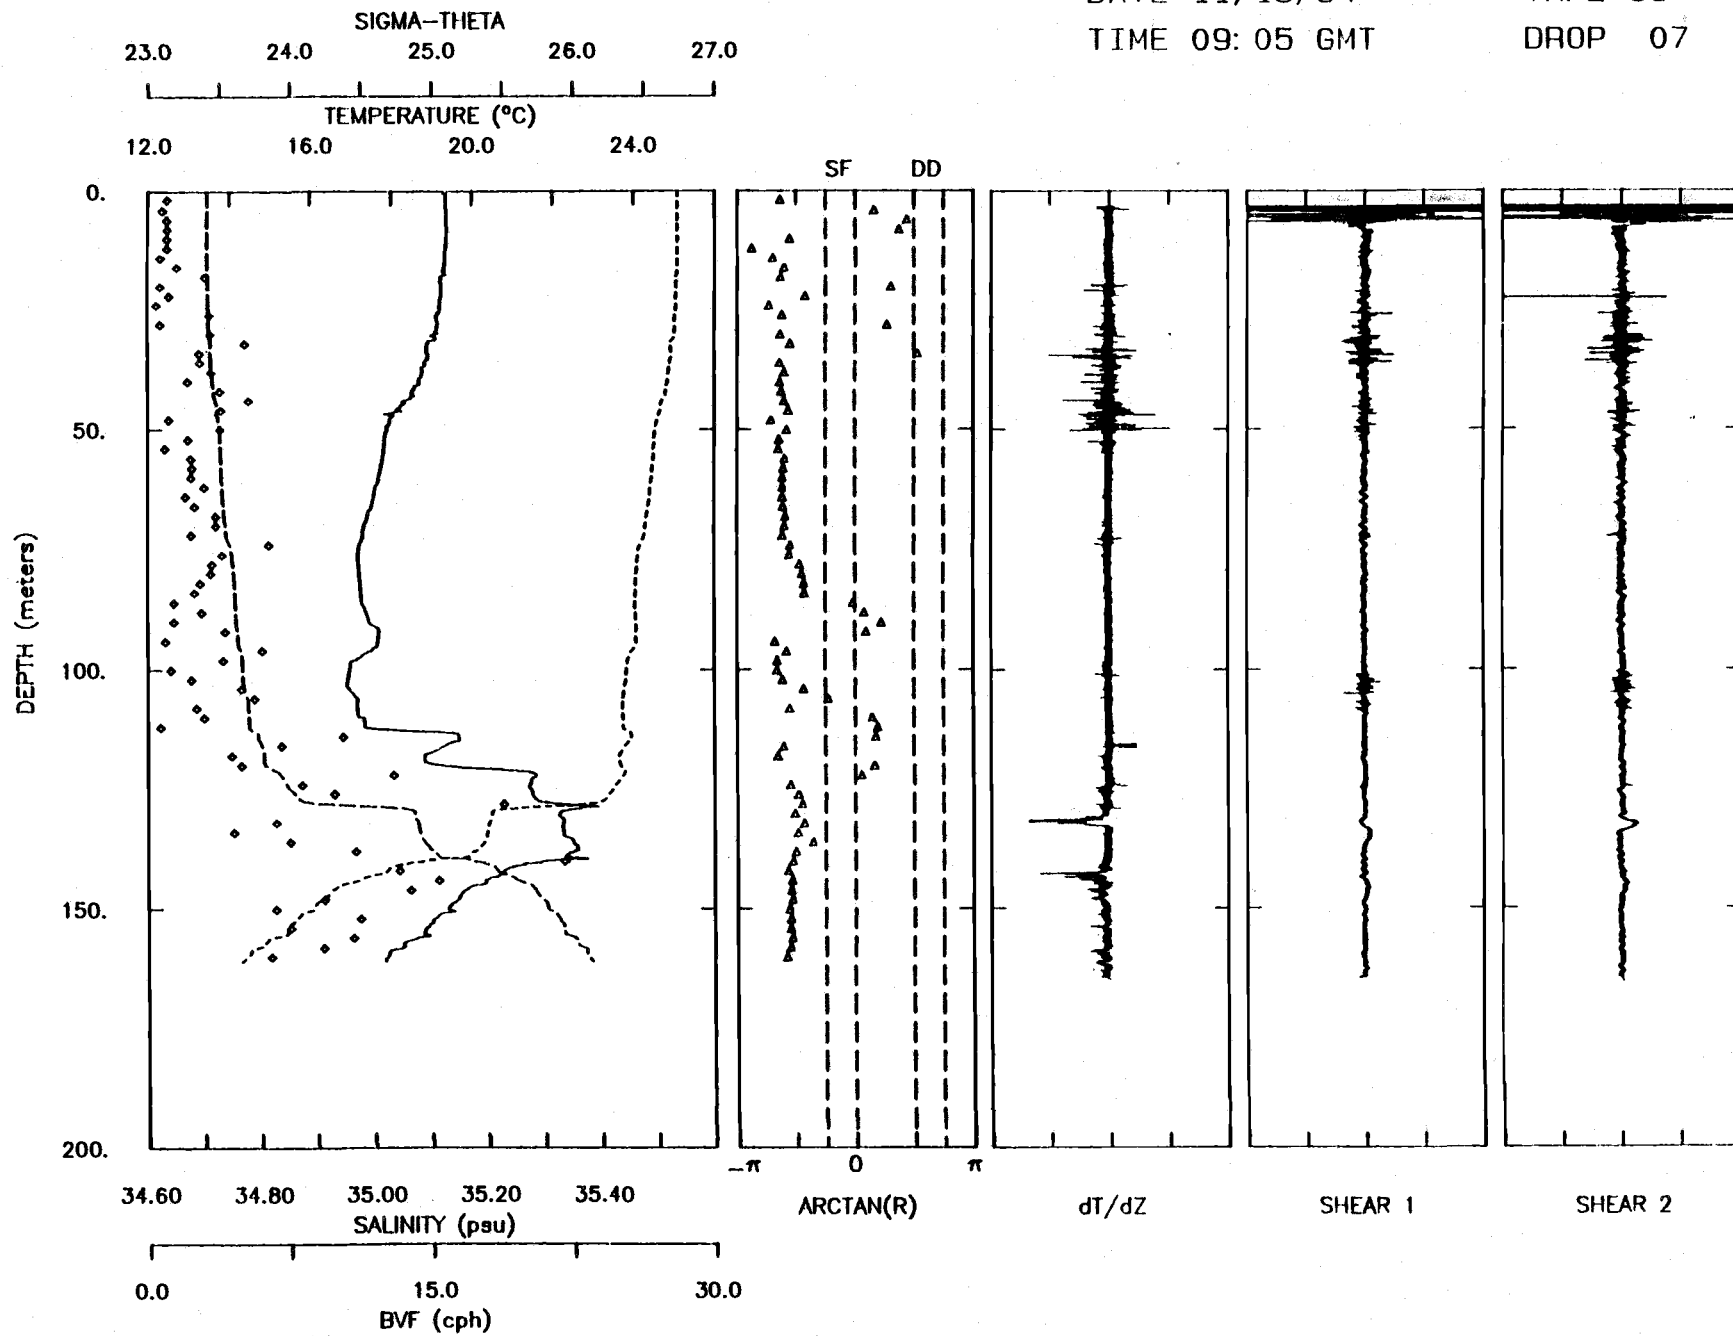 TIME 09:05 GMT DROP 07
SIGMA-THETA
23.0 24.0 25.0 26.0 27.0
TEMPERATURE (°C)
12.0 16.0 20.0 24.0
SF DD
0.
50.
100.
150.
200.
DEPTH (meters)
-π 0 π
34.60 34.80 35.00 35.20 35.40
SALINITY (psu)
ARCTAN(R) dT/dZ SHEAR 1 SHEAR 2
0.0 15.0 30.0
BVF (cph)